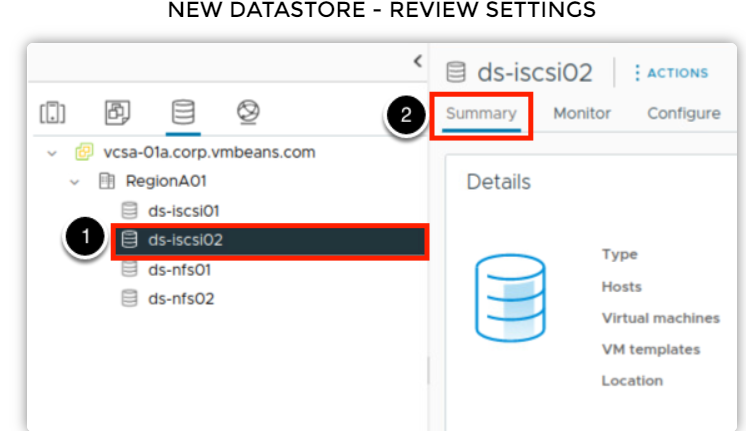 NEW DATASTORE - REVIEW SETTINGS
ds-iscsi02
ACTIONS
2
Summary Monitor Configure
vcsa-01a.corp.vmbeans.com
RegionA01
ds-iscsi01
1
ds-iscsi02
ds-nfs01
ds-nfs02
Details
Type
Hosts
Virtual machines
VM templates
Location